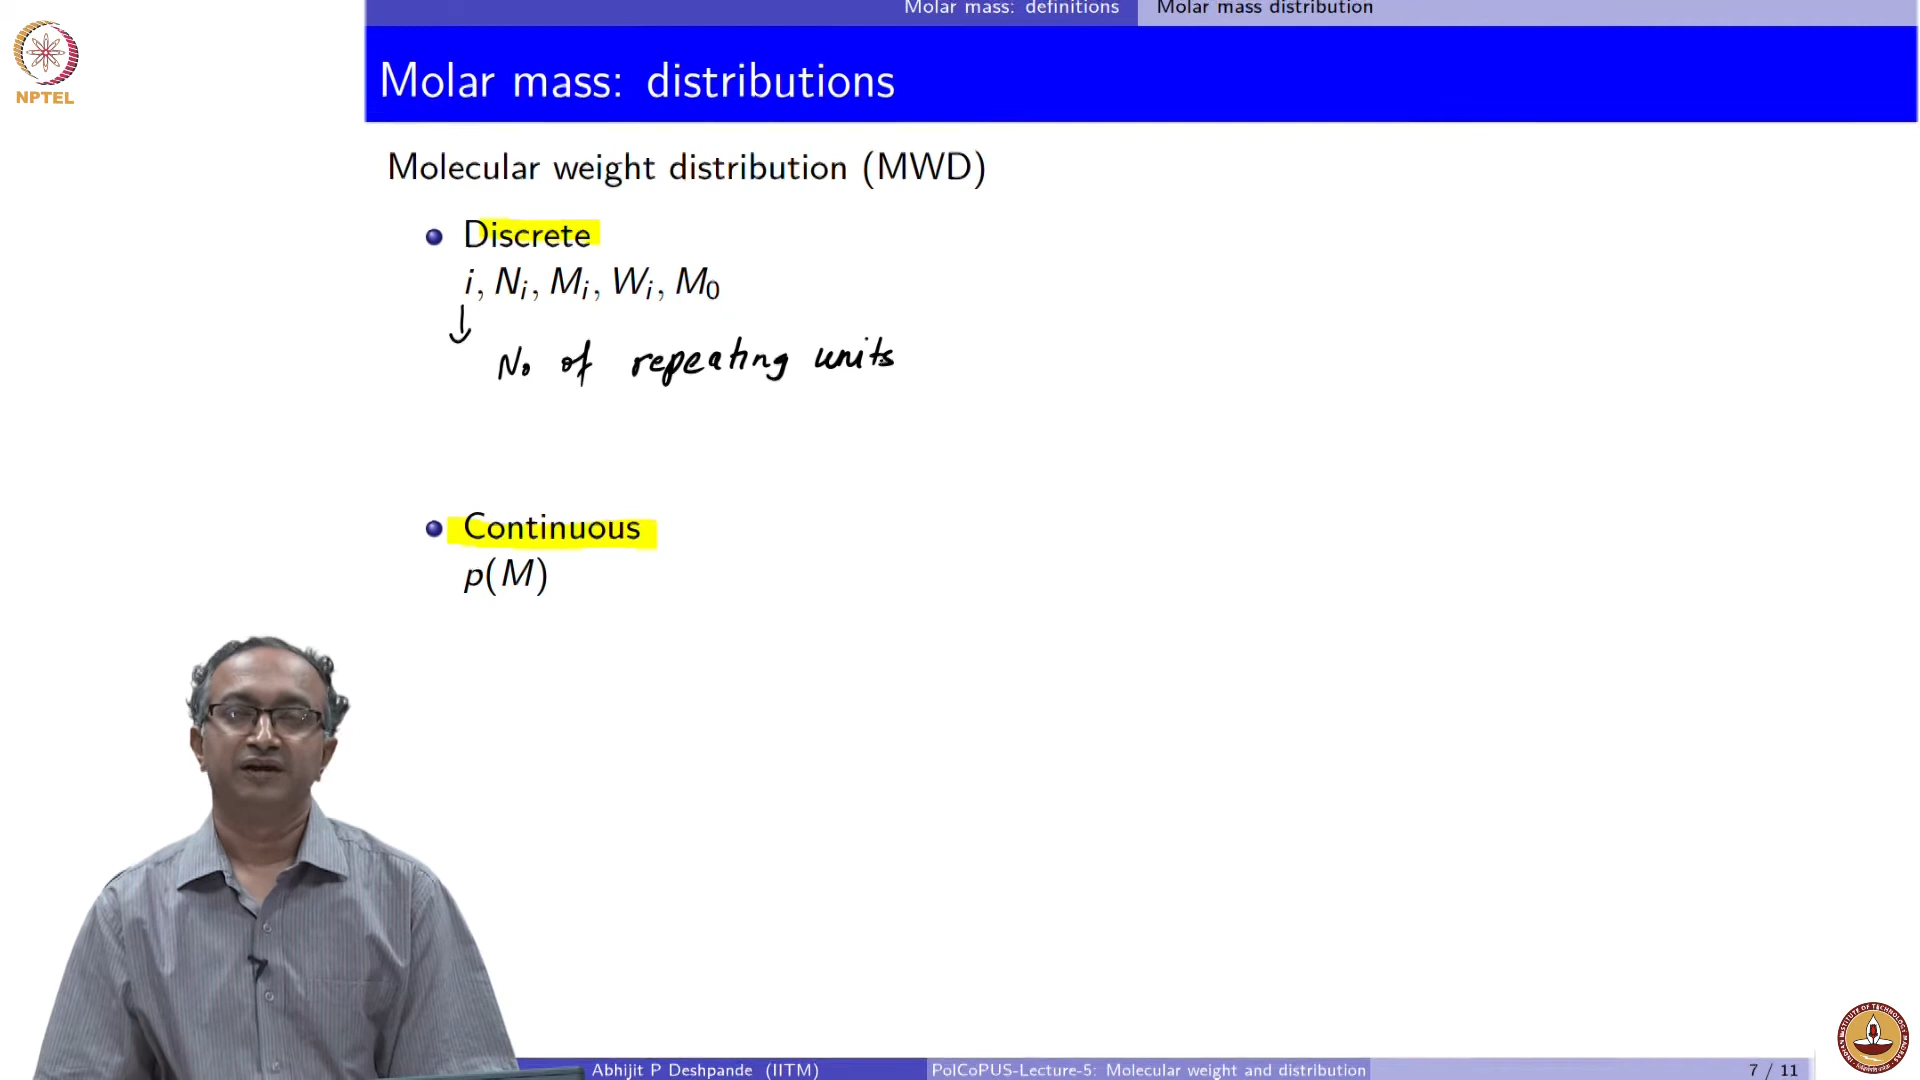 Molar mass: definitions Molar mass distribution
NPTEL
Molar mass: distributions
Molecular weight distribution (MWD)
Discrete
i, Nᵢ, Mᵢ, Wᵢ, M₀
↓
No of repeating units
Continuous
p(M)
Abhijit P Deshpande (IITM) PolCoPUS-Lecture-5: Molecular weight and distribution 7 / 11